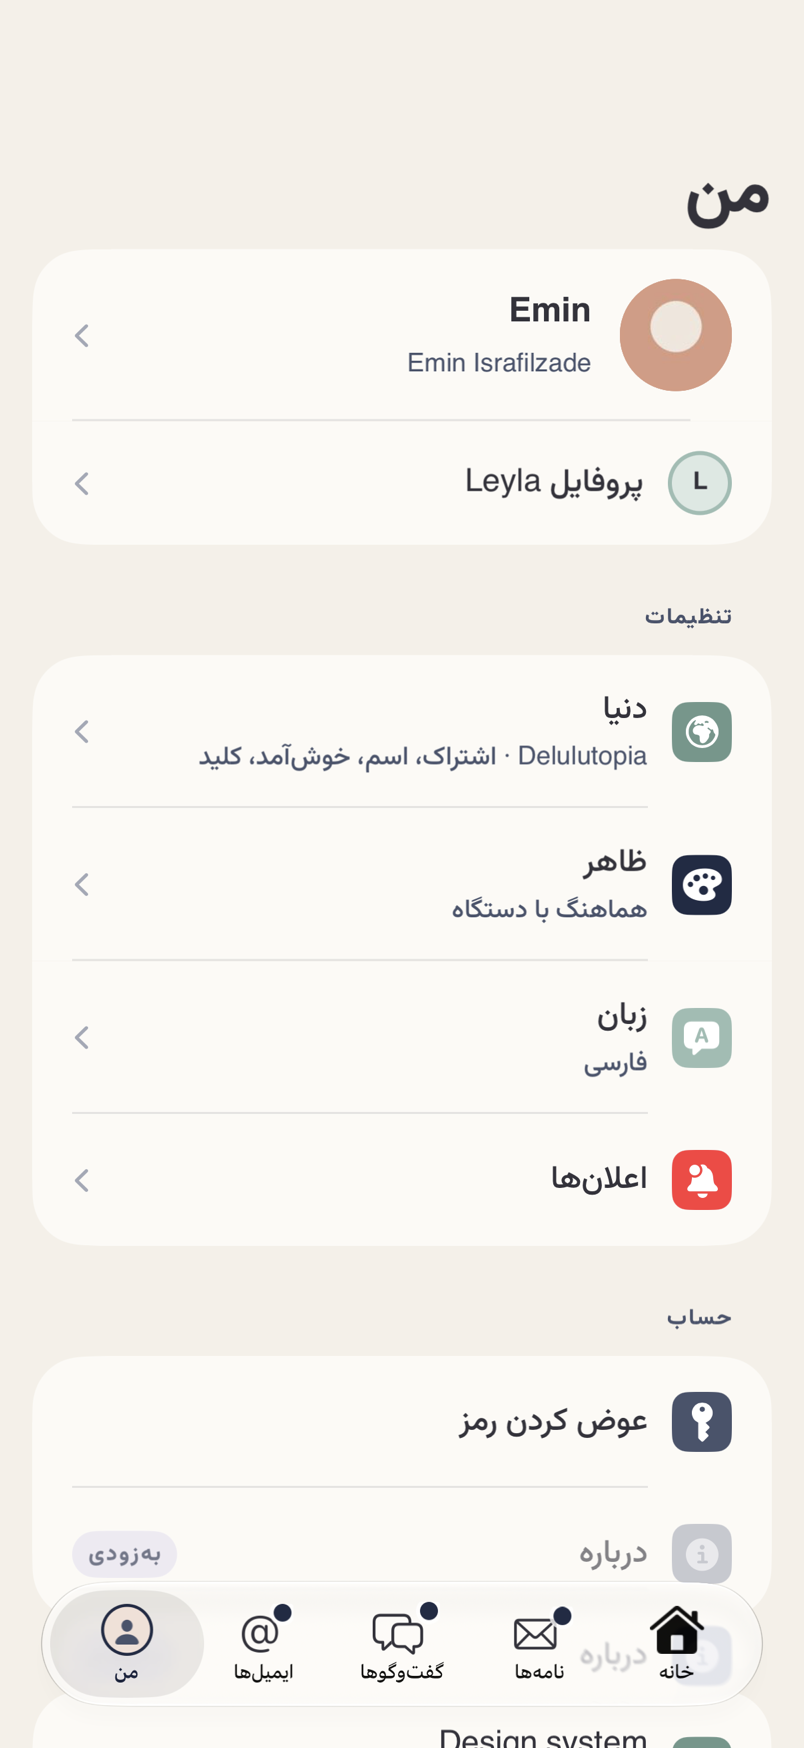 من
Emin
Emin Israfilzade
L
پروفایل Leyla
تنظیمات
دنیا
Delulutopia · اشتراک، اسم، خوش‌آمد، کلید
ظاهر
هماهنگ با دستگاه
A
زبان
فارسی
اعلان‌ها
حساب
عوض کردن رمز
درباره
به‌زودی
درباره
خانه
نامه‌ها
گفت‌وگوها
@
ایمیل‌ها
من
Design system